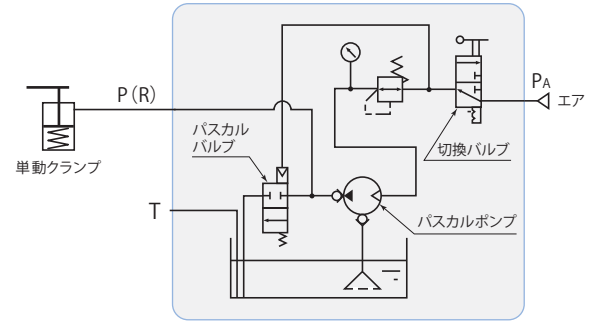 P(R)
単動クランプ
パスカル
バルブ
T
PA
エア
切換バルブ
パスカルポンプ